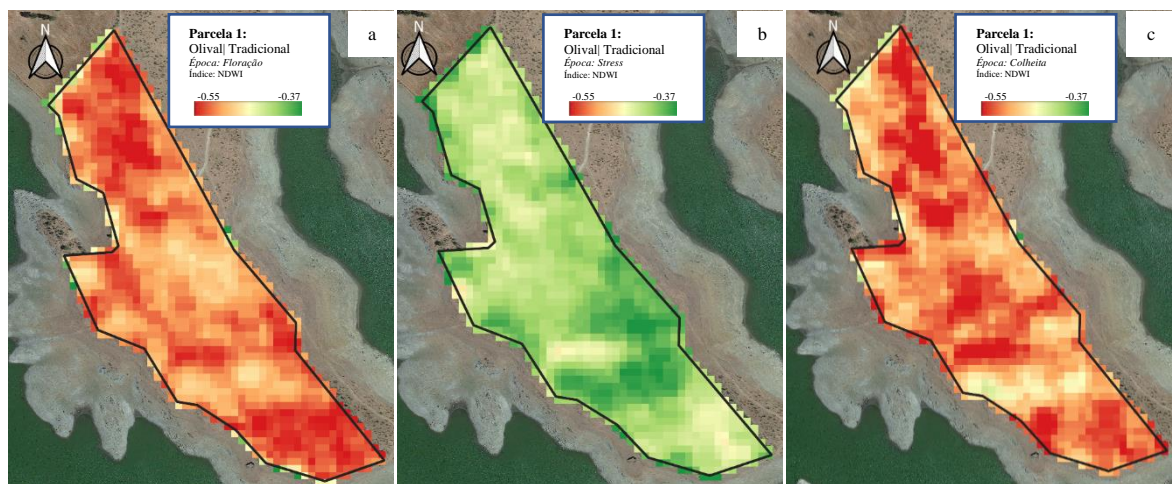 N
Parcela 1:
Olival| Tradicional
Época: Floração
Índice: NDWI
-0.55 -0.37
a
N
Parcela 1:
Olival| Tradicional
Época: Stress
Índice: NDWI
-0.55 -0.37
b
N
Parcela 1:
Olival| Tradicional
Época: Colheita
Índice: NDWI
-0.55 -0.37
c